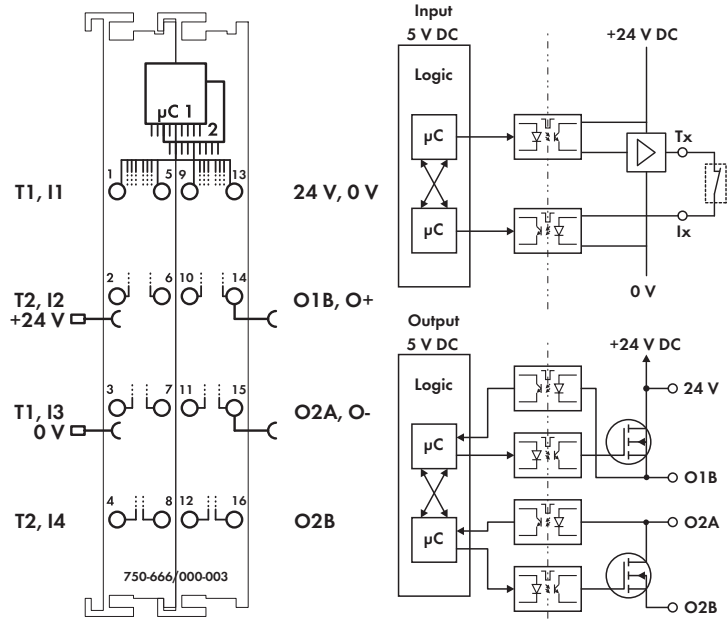 µC 1
2
1
5
9
13
T1, I1
24 V, 0 V
2
6
10
14
T2, I2
O1B, O+
+24 V
3
7
11
15
T1, I3
O2A, O-
0 V
4
8
12
16
T2, I4
O2B
750-666/000-003
Input
5 V DC
+24 V DC
Logic
µC
Tx
µC
Ix
0 V
Output
5 V DC
+24 V DC
Logic
24 V
µC
O1B
O2A
µC
O2B